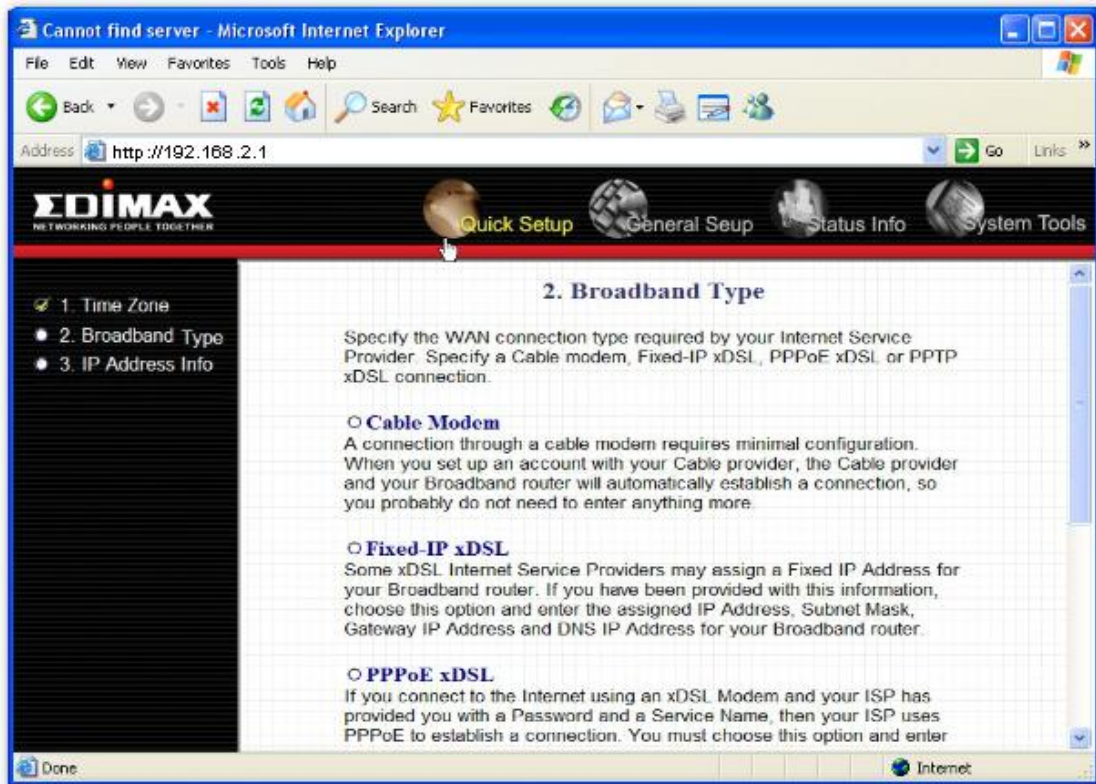 Cannot find server - Microsoft Internet Explorer
File Edit View Favorites Tools Help
Back Search Favorites
Address http://192.168.2.1 Go Links »
EDIMAX
NETWORKING PEOPLE TOGETHER
Quick Setup General Seup Status Info System Tools
1. Time Zone
2. Broadband Type
3. IP Address Info
2. Broadband Type
Specify the WAN connection type required by your Internet Service
Provider. Specify a Cable modem, Fixed-IP xDSL, PPPoE xDSL or PPTP
xDSL connection.
Cable Modem
A connection through a cable modem requires minimal configuration.
When you set up an account with your Cable provider, the Cable provider
and your Broadband router will automatically establish a connection, so
you probably do not need to enter anything more.
Fixed-IP xDSL
Some xDSL Internet Service Providers may assign a Fixed IP Address for
your Broadband router. If you have been provided with this information,
choose this option and enter the assigned IP Address, Subnet Mask,
Gateway IP Address and DNS IP Address for your Broadband router.
PPPoE xDSL
If you connect to the Internet using an xDSL Modem and your ISP has
provided you with a Password and a Service Name, then your ISP uses
PPPoE to establish a connection. You must choose this option and enter
Done Internet